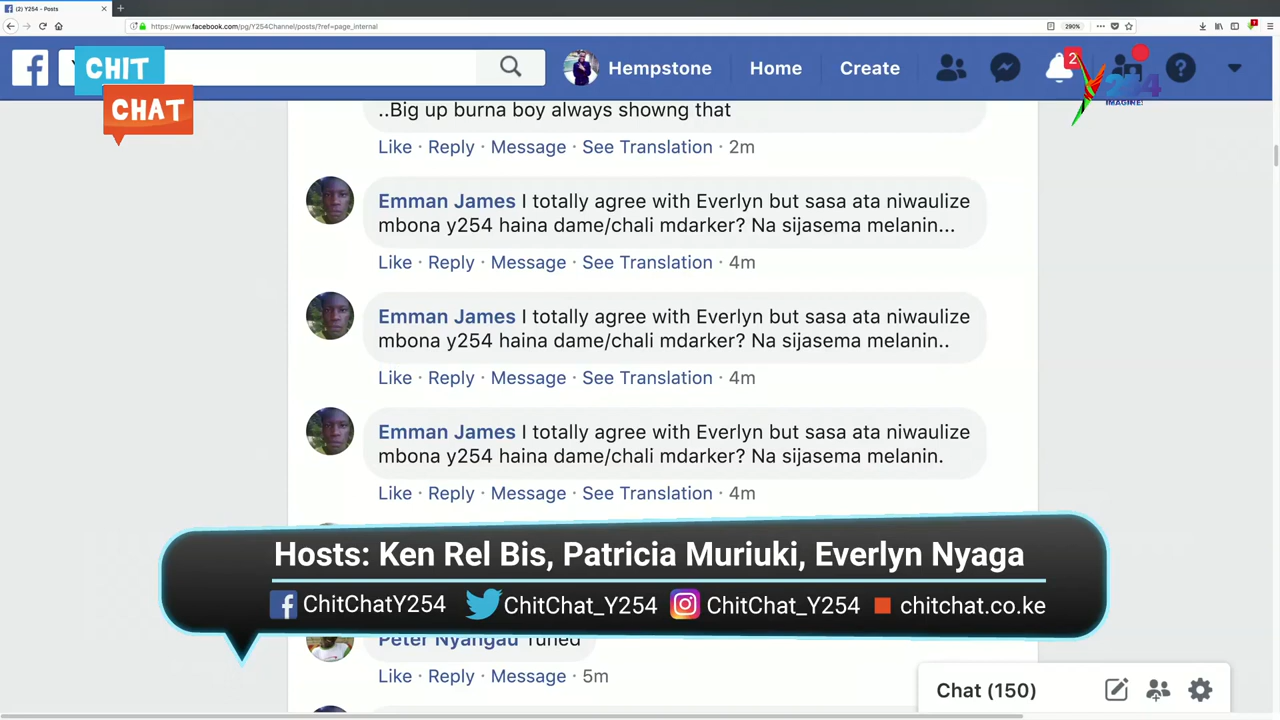 (2) Y254 - Posts
https://www.facebook.com/pg/Y254Channel/posts/?ref=page_internal
290%
CHIT
CHAT
Hempstone
Home
Create
2
Y254
IMAGINE:
..Big up burna boy always showng that
Like · Reply · Message · See Translation · 2m
Emman James I totally agree with Everlyn but sasa ata niwaulize
mbona y254 haina dame/chali mdarker? Na sijasema melanin...
Like · Reply · Message · See Translation · 4m
Emman James I totally agree with Everlyn but sasa ata niwaulize
mbona y254 haina dame/chali mdarker? Na sijasema melanin..
Like · Reply · Message · See Translation · 4m
Emman James I totally agree with Everlyn but sasa ata niwaulize
mbona y254 haina dame/chali mdarker? Na sijasema melanin.
Like · Reply · Message · See Translation · 4m
Hosts: Ken Rel Bis, Patricia Muriuki, Everlyn Nyaga
ChitChatY254 ChitChat_Y254 ChitChat_Y254 chitchat.co.ke
Peter Nyangau Tuned
Like · Reply · Message · 5m
Chat (150)